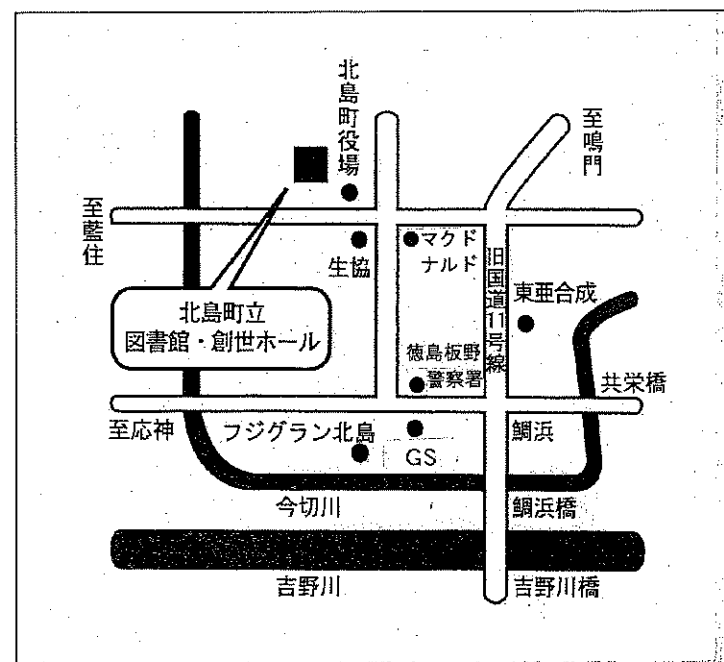 北島町役場
至鳴門
至藍住
生協
マクド
ナルド
旧国道11号線
東亜合成
北島町立
図書館・創世ホール
徳島板野
警察署
共栄橋
至応神
フジグラン北島
GS
鯛浜
今切川
鯛浜橋
吉野川
吉野川橋